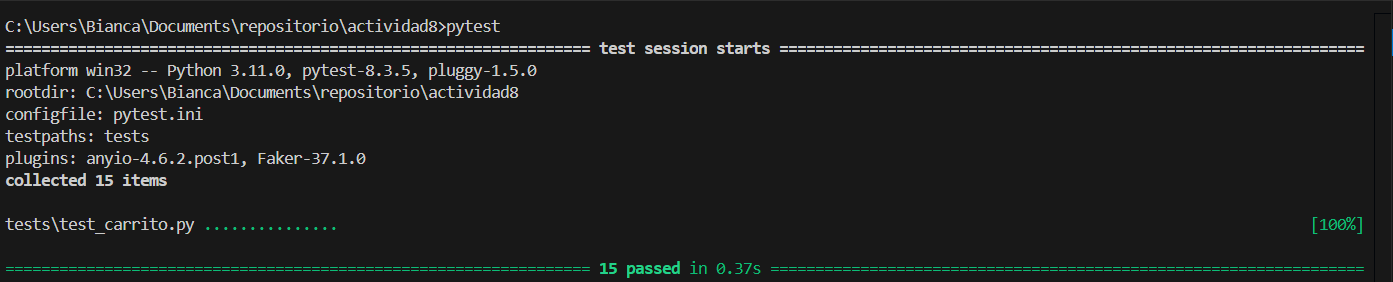 C:\Users\Bianca\Documents\repositorio\actividad8>pytest
================================================================= test session starts =================================================================
platform win32 -- Python 3.11.0, pytest-8.3.5, pluggy-1.5.0
rootdir: C:\Users\Bianca\Documents\repositorio\actividad8
configfile: pytest.ini
testpaths: tests
plugins: anyio-4.6.2.post1, Faker-37.1.0
collected 15 items
tests\test_carrito.py ............... [100%]
================================================================= 15 passed in 0.37s ==================================================================